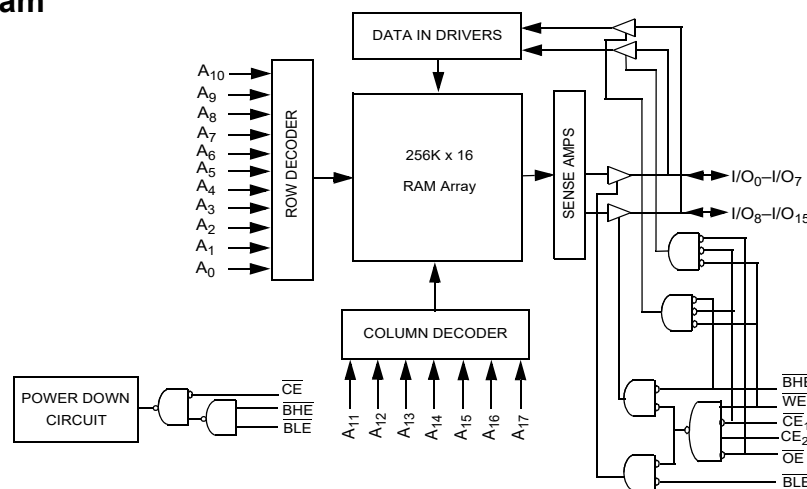 am
DATA IN DRIVERS
A10
A9
A8
A7
A6
A5
A4
A3
A2
A1
A0
ROW DECODER
256K x 16
RAM Array
SENSE AMPS
I/O0–I/O7
I/O8–I/O15
COLUMN DECODER
A11
A12
A13
A14
A15
A16
A17
POWER DOWN
CIRCUIT
CE
BHE
BLE
BHE
WE
CE1
CE2
OE
BLE